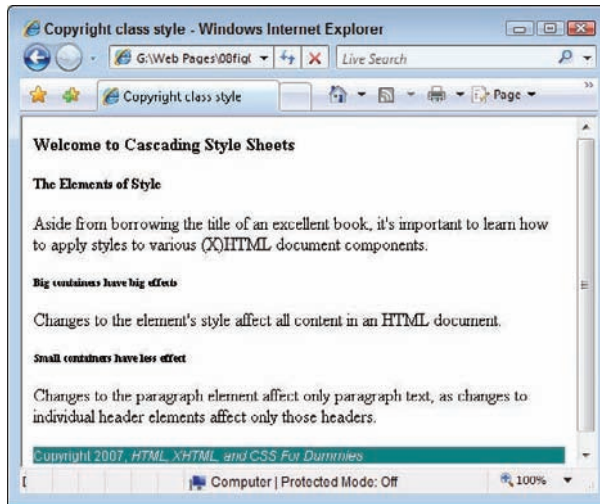 Copyright class style - Windows Internet Explorer
G:\Web Pages\08fig(
Live Search
Copyright class style
Page
Welcome to Cascading Style Sheets
The Elements of Style
Aside from borrowing the title of an excellent book, it's important to learn how
to apply styles to various (X)HTML document components.
Big containers have big effects
Changes to the element's style affect all content in an HTML document.
Small containers have less effect
Changes to the paragraph element affect only paragraph text, as changes to
individual header elements affect only those headers.
Copyright 2007, HTML, XHTML, and CSS For Dummies
Computer | Protected Mode: Off
100%